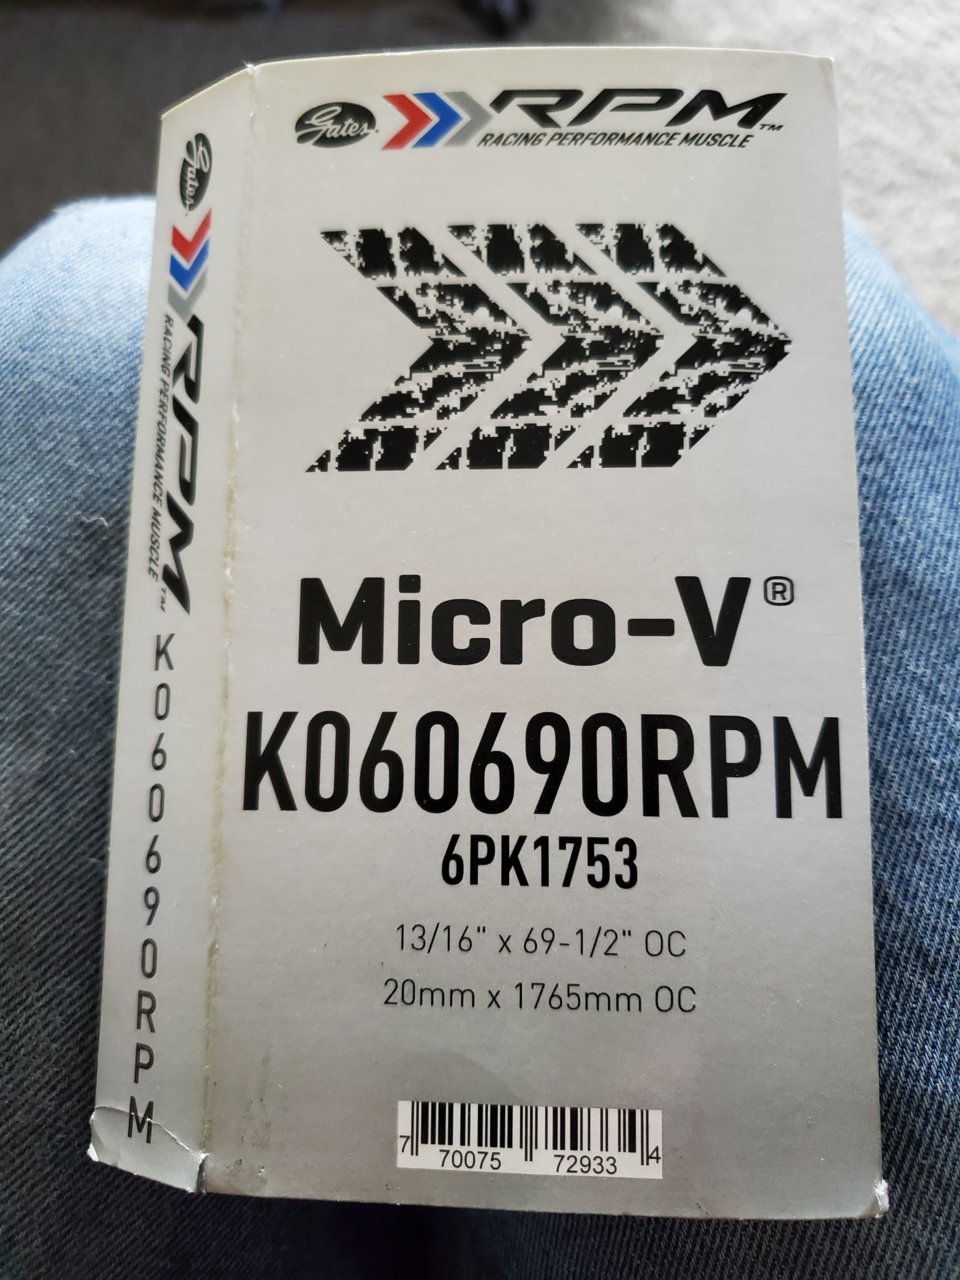 Gates
RPM™
RACING PERFORMANCE MUSCLE
Micro-V®
K060690RPM
6PK1753
13/16" x 69-1/2" OC
20mm x 1765mm OC
7 70075 72933 4
Gates
RPM™
RACING PERFORMANCE MUSCLE
K060690RPM